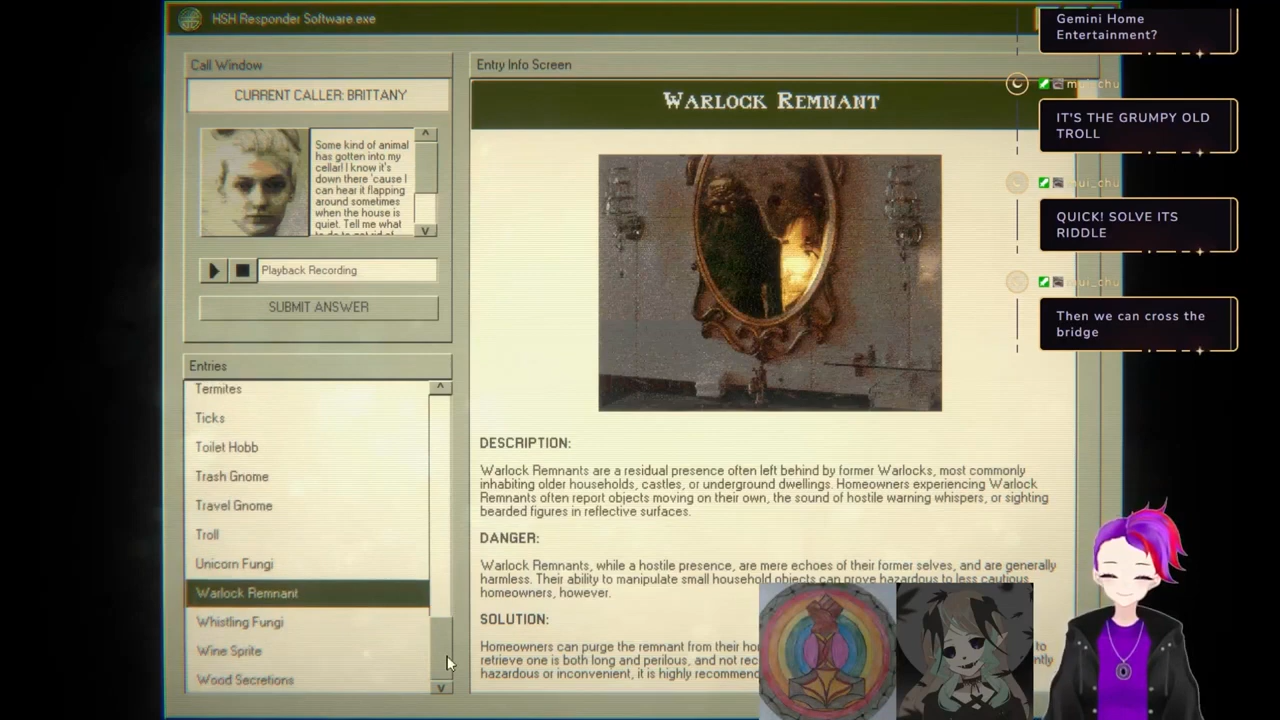 HSH Responder Software.exe
Call Window
CURRENT CALLER: BRITTANY
Some kind of animal
has gotten into my
cellar! I know it's
down there 'cause I
can hear it flapping
around sometimes
when the house is
quiet. Tell me what
Playback Recording
SUBMIT ANSWER
Entries
Termites
Ticks
Toilet Hobb
Trash Gnome
Travel Gnome
Troll
Unicorn Fungi
Warlock Remnant
Whistling Fungi
Wine Sprite
Wood Secretions
Entry Info Screen
WARLOCK REMNANT
DESCRIPTION:
Warlock Remnants are a residual presence often left behind by former Warlocks, most commonly
inhabiting older households, castles, or underground dwellings. Homeowners experiencing Warlock
Remnants often report objects moving on their own, the sound of hostile warning whispers, or sighting
bearded figures in reflective surfaces.
DANGER:
Warlock Remnants, while a hostile presence, are mere echoes of their former selves, and are generally
harmless. Their ability to manipulate small household objects can prove hazardous to less cautious
homeowners, however.
SOLUTION:
Homeowners can purge the remnant from their to
retrieve one is both long and perilous, and not
hazardous or inconvenient, it is highly
Gemini Home
Entertainment?
mui_chu
IT'S THE GRUMPY OLD
TROLL
mui_chu
QUICK! SOLVE ITS
RIDDLE
mui_chu
Then we can cross the
bridge